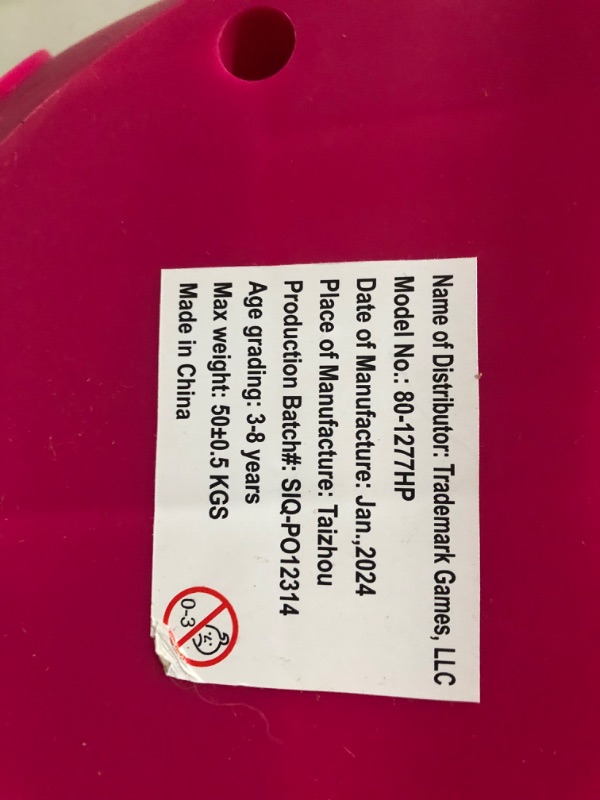 Name of Distributor: Trademark Games, LLC
Model No.: 80-1277HP
Date of Manufacture: Jan.,2024
Place of Manufacture: Taizhou
Production Batch#: SIQ-PO12314
Age grading: 3-8 years
Max weight: 50±0.5 KGS
Made in China
0-3